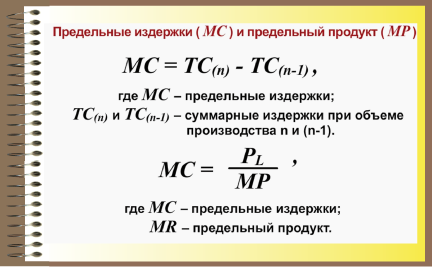 Предельные издержки ( MC ) и предельный продукт ( MP )
MC = TC(n) - TC(n-1) ,
где MC – предельные издержки;
TC(n) и TC(n-1) – суммарные издержки при объеме
производства n и (n-1).
MC = PL / MP ,
где MC – предельные издержки;
MR – предельный продукт.